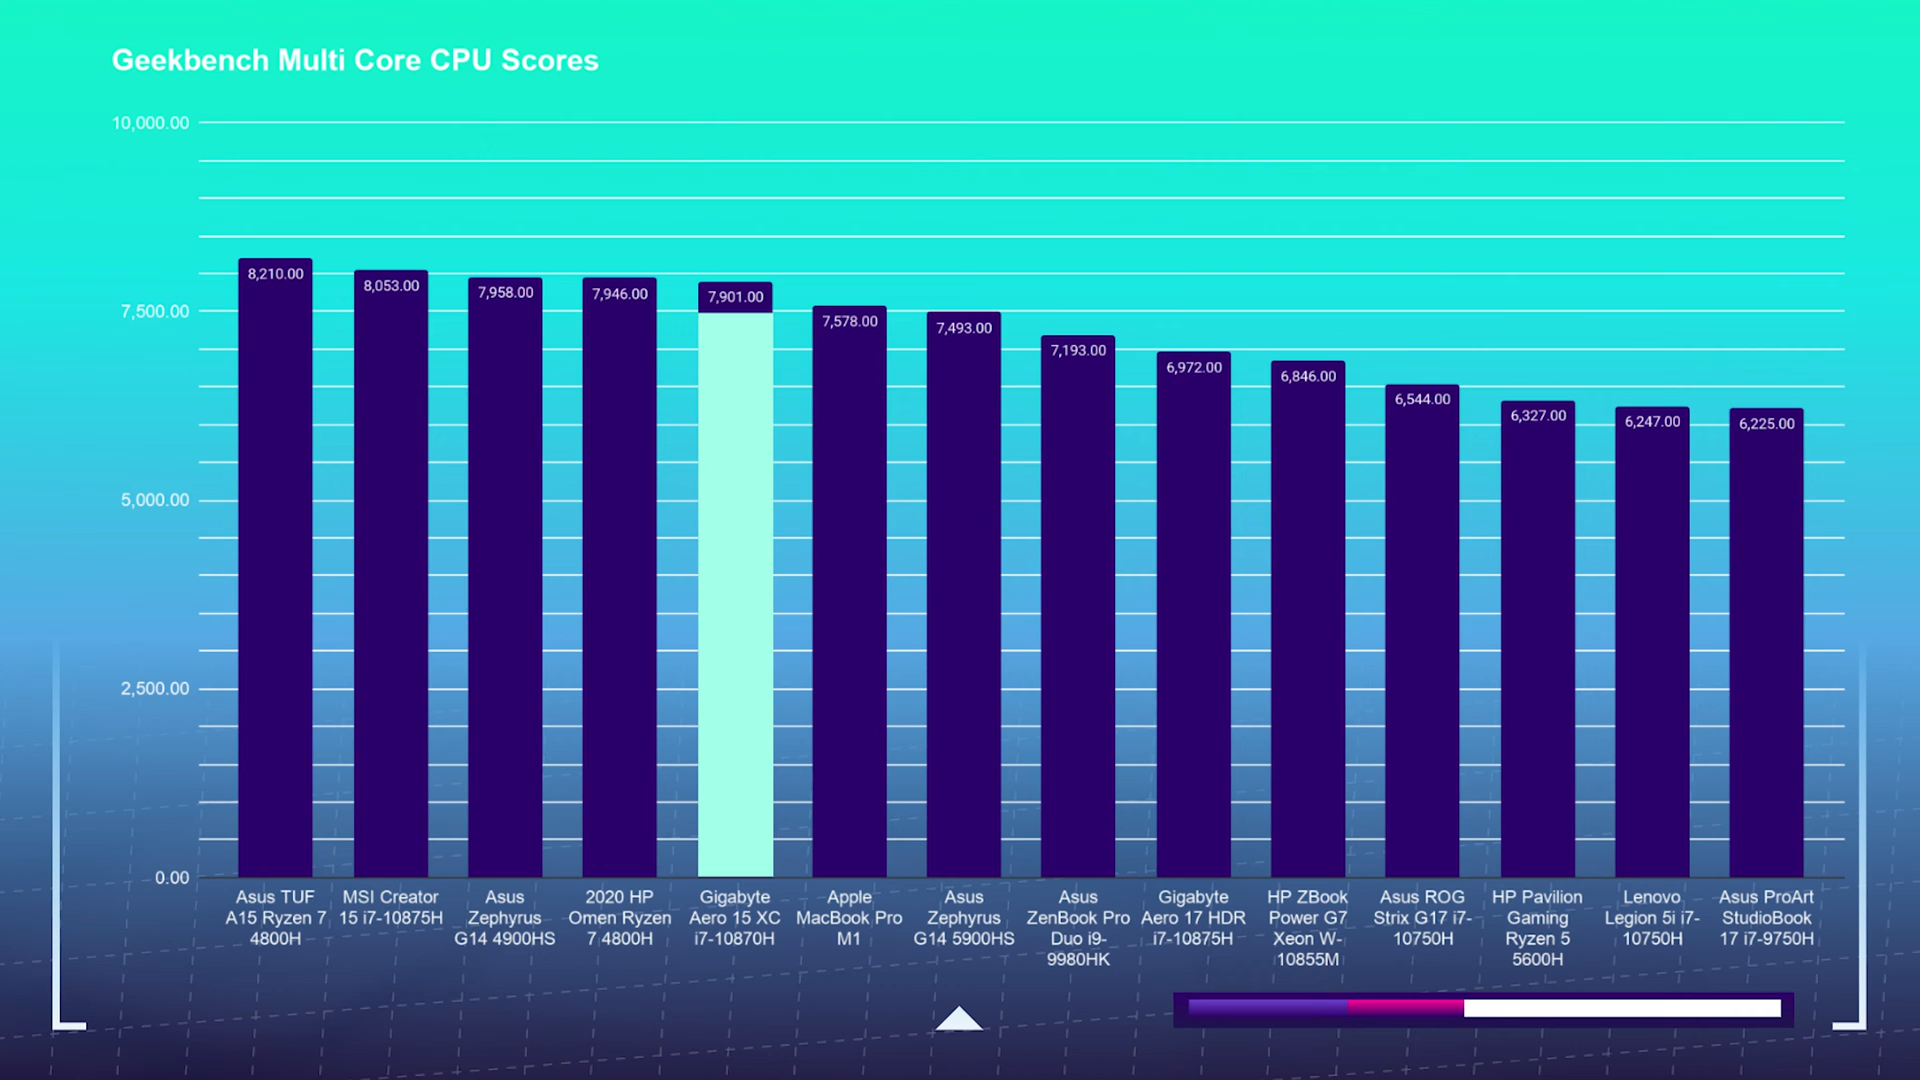 Geekbench Multi Core CPU Scores
10,000.00
7,500.00
5,000.00
2,500.00
0.00
8,210.00
8,053.00
7,958.00
7,946.00
7,901.00
7,578.00
7,493.00
7,193.00
6,972.00
6,846.00
6,544.00
6,327.00
6,247.00
6,225.00
Asus TUF
A15 Ryzen 7
4800H
MSI Creator
15 i7-10875H
Asus
Zephyrus
G14 4900HS
2020 HP
Omen Ryzen
7 4800H
Gigabyte
Aero 15 XC
i7-10870H
Apple
MacBook Pro
M1
Asus
Zephyrus
G14 5900HS
Asus
ZenBook Pro
Duo i9-
9980HK
Gigabyte
Aero 17 HDR
i7-10875H
HP ZBook
Power G7
Xeon W-
10855M
Asus ROG
Strix G17 i7-
10750H
HP Pavilion
Gaming
Ryzen 5
5600H
Lenovo
Legion 5i i7-
10750H
Asus ProArt
StudioBook
17 i7-9750H